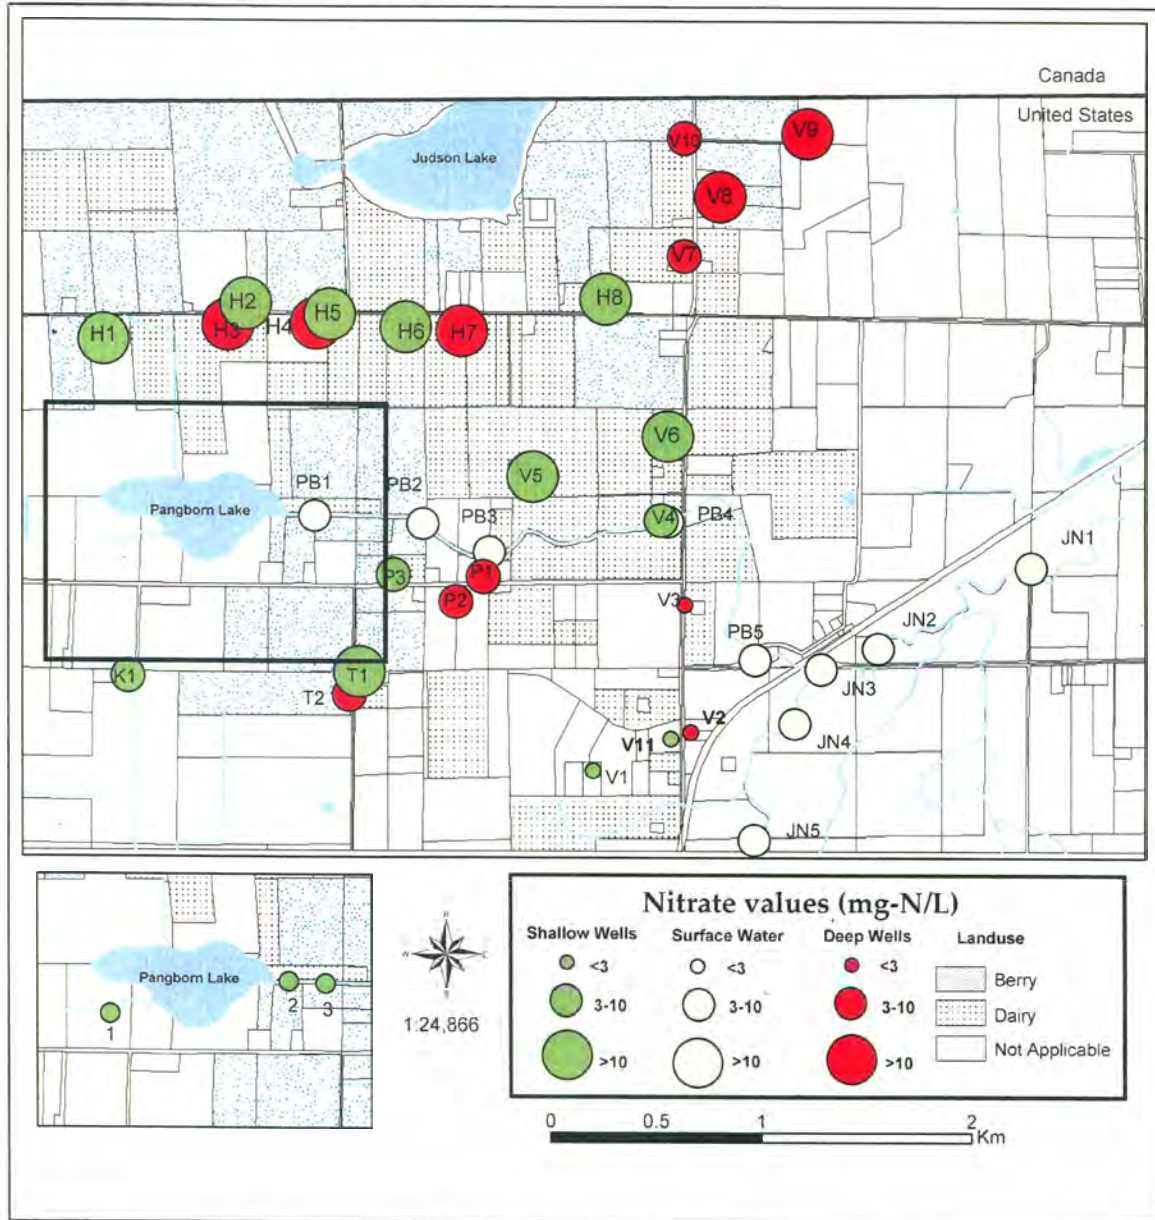 Canada
United States
Judson Lake
V10
V9
V8
V7
H8
H2
H5
H1
H3
H4
H6
H7
V6
V5
PB1
PB2
Pangborn Lake
PB3
V4
PB4
JN1
P3
P1
P2
V3
PB5
JN2
K1
T1
T2
JN3
V2
V11
JN4
V1
JN5
Pangborn Lake
1
2
3
N
W
E
S
1:24,866
Nitrate values (mg-N/L)
Shallow Wells Surface Water Deep Wells Landuse
<3 <3 <3 Berry
3-10 3-10 3-10 Dairy
>10 >10 >10 Not Applicable
0 0.5 1 2
Km